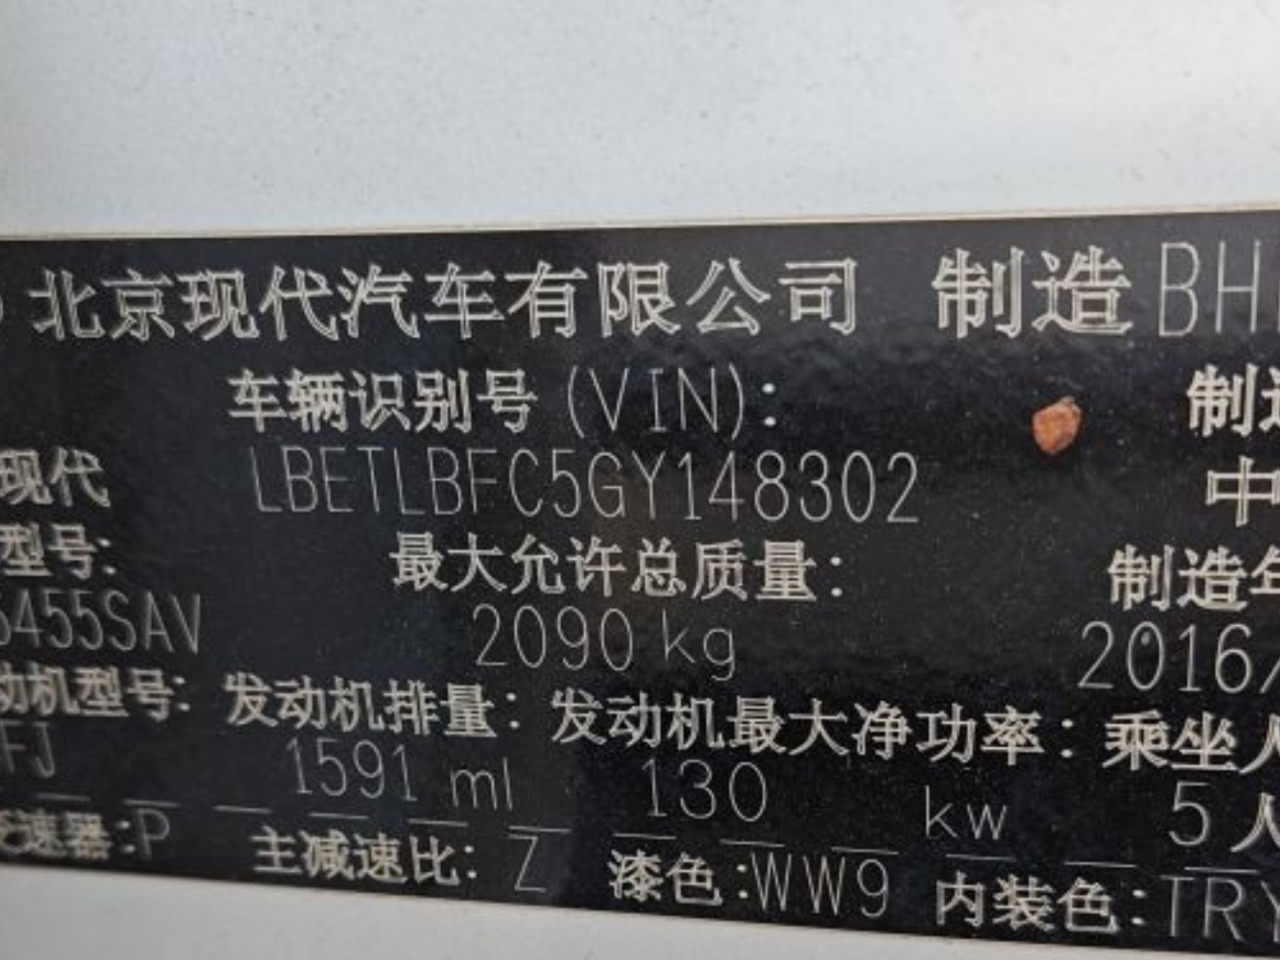 北京现代汽车有限公司 制造 BH
车辆识别号 (VIN): 制造
现代 LBETLBFC5GY148302 中
型号: 最大允许总质量: 制造年
6455SAV 2090 kg 2016/
动机型号: 发动机排量: 发动机最大净功率: 乘坐人
FJ 1591 ml 130 kw 5人
变速器:P 主减速比: Z 漆色:WW9 内装色:TRY